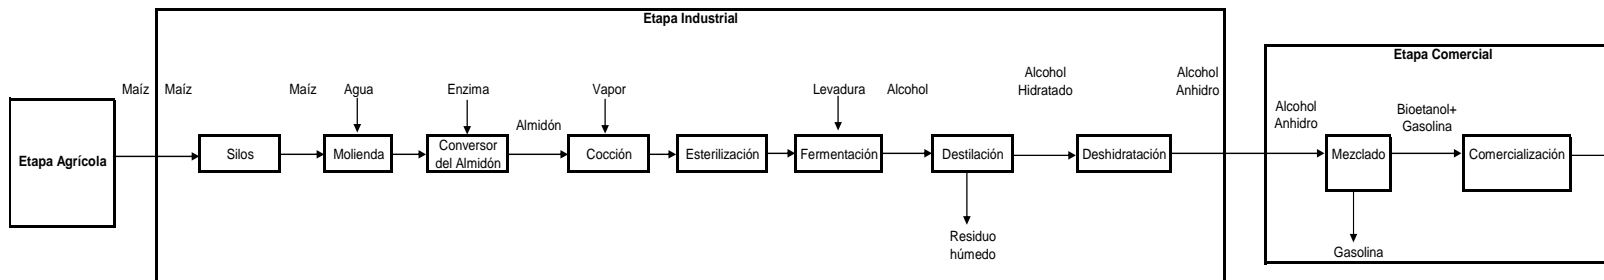 Etapa Industrial
Etapa Comercial
Maíz
Maíz
Maíz
Agua
Enzima
Almidón
Vapor
Levadura
Alcohol
Alcohol
Hidratado
Alcohol
Anhidro
Alcohol
Anhidro
Bioetanol+
Gasolina
Etapa Agrícola
Silos
Molienda
Conversor
del Almidón
Cocción
Esterilización
Fermentación
Destilación
Deshidratación
Mezclado
Comercialización
Residuo
húmedo
Gasolina